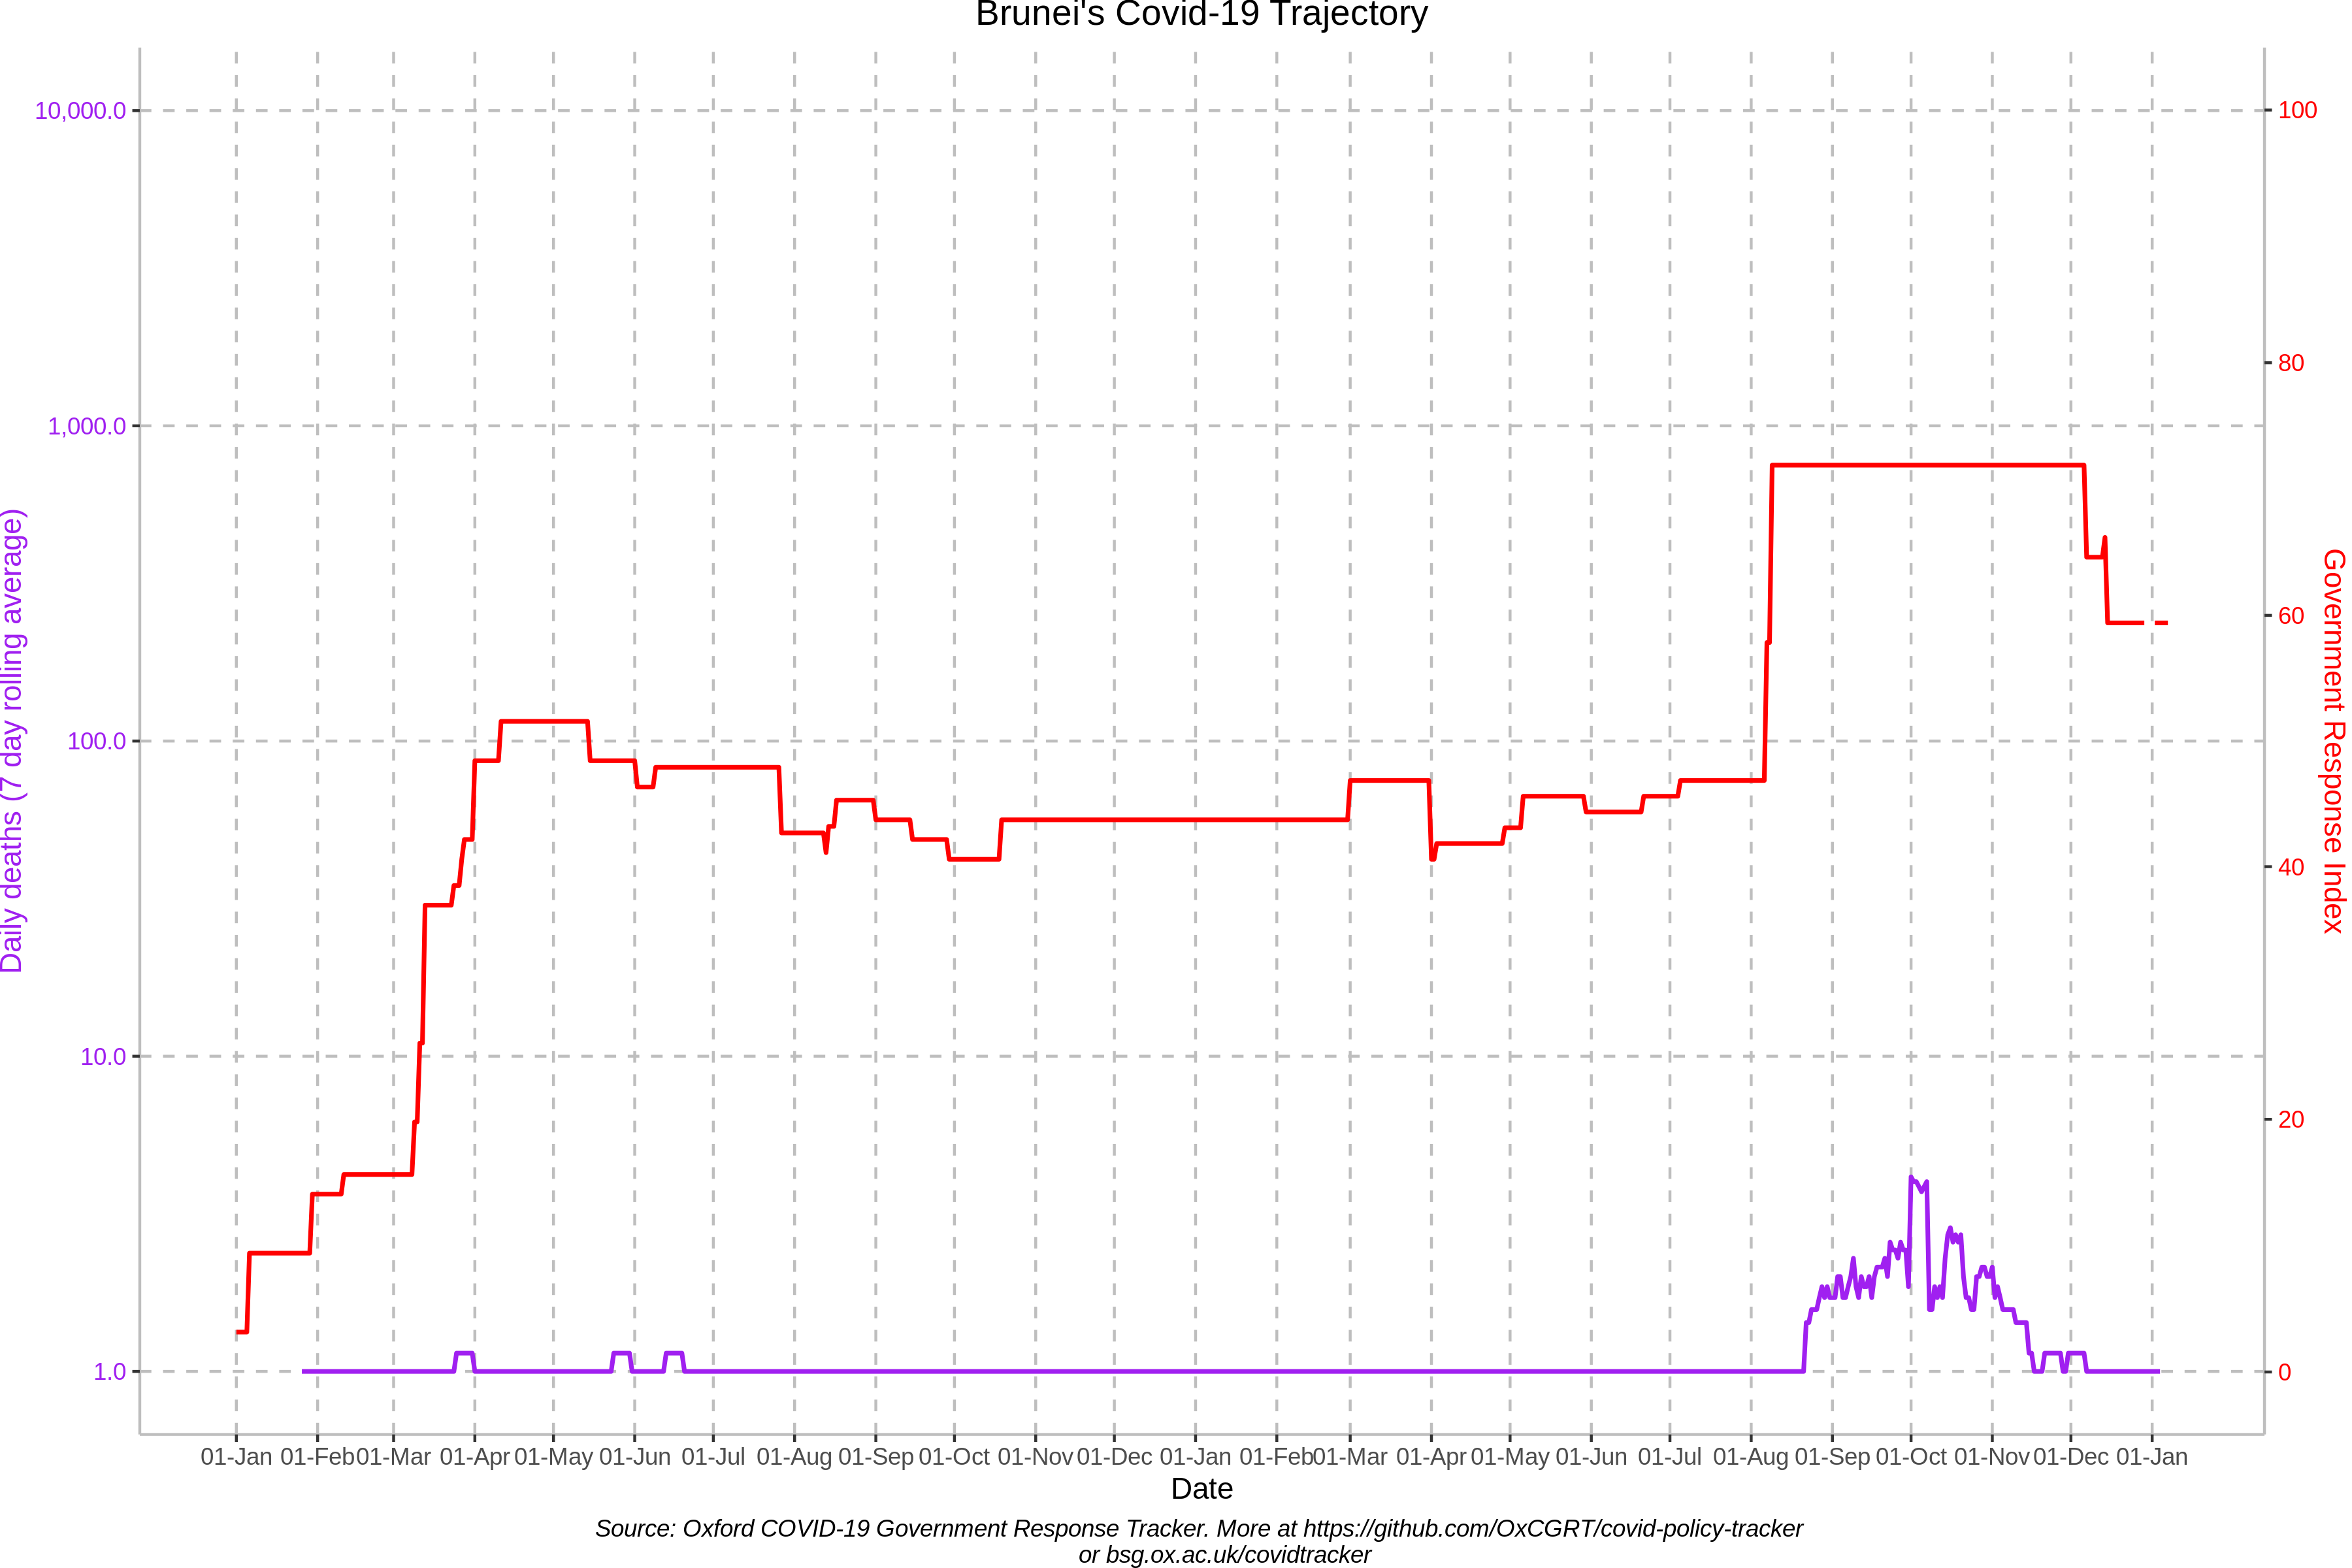 Brunei's Covid-19 Trajectory
10,000.0
1,000.0
100.0
10.0
1.0
Daily deaths (7 day rolling average)
100
80
60
40
20
0
Government Response Index
01-Jan 01-Feb 01-Mar 01-Apr 01-May 01-Jun 01-Jul 01-Aug 01-Sep 01-Oct 01-Nov 01-Dec 01-Jan 01-Feb 01-Mar 01-Apr 01-May 01-Jun 01-Jul 01-Aug 01-Sep 01-Oct 01-Nov 01-Dec 01-Jan
Date
Source: Oxford COVID-19 Government Response Tracker. More at https://github.com/OxCGRT/covid-policy-tracker
or bsg.ox.ac.uk/covidtracker